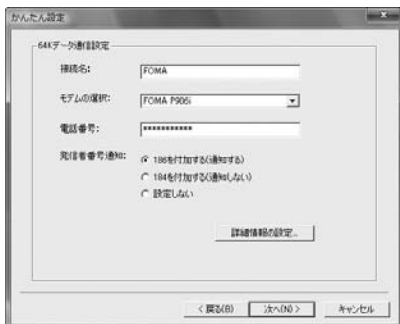 かんたん設定
64Kデータ通信設定
接続名: FOMA
モデムの選択: FOMA P906i
電話番号: ***********
発信者番号通知: 186を付加する(通知する)
184を付加する(通知しない)
設定しない
詳細情報の設定...
< 戻る(B) 次へ(N) > キャンセル